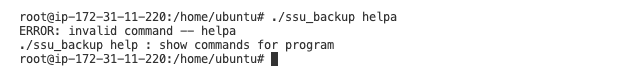 root@ip-172-31-11-220:/home/ubuntu# ./ssu_backup helpa
ERROR: invalid command -- helpa
./ssu_backup help : show commands for program
root@ip-172-31-11-220:/home/ubuntu#